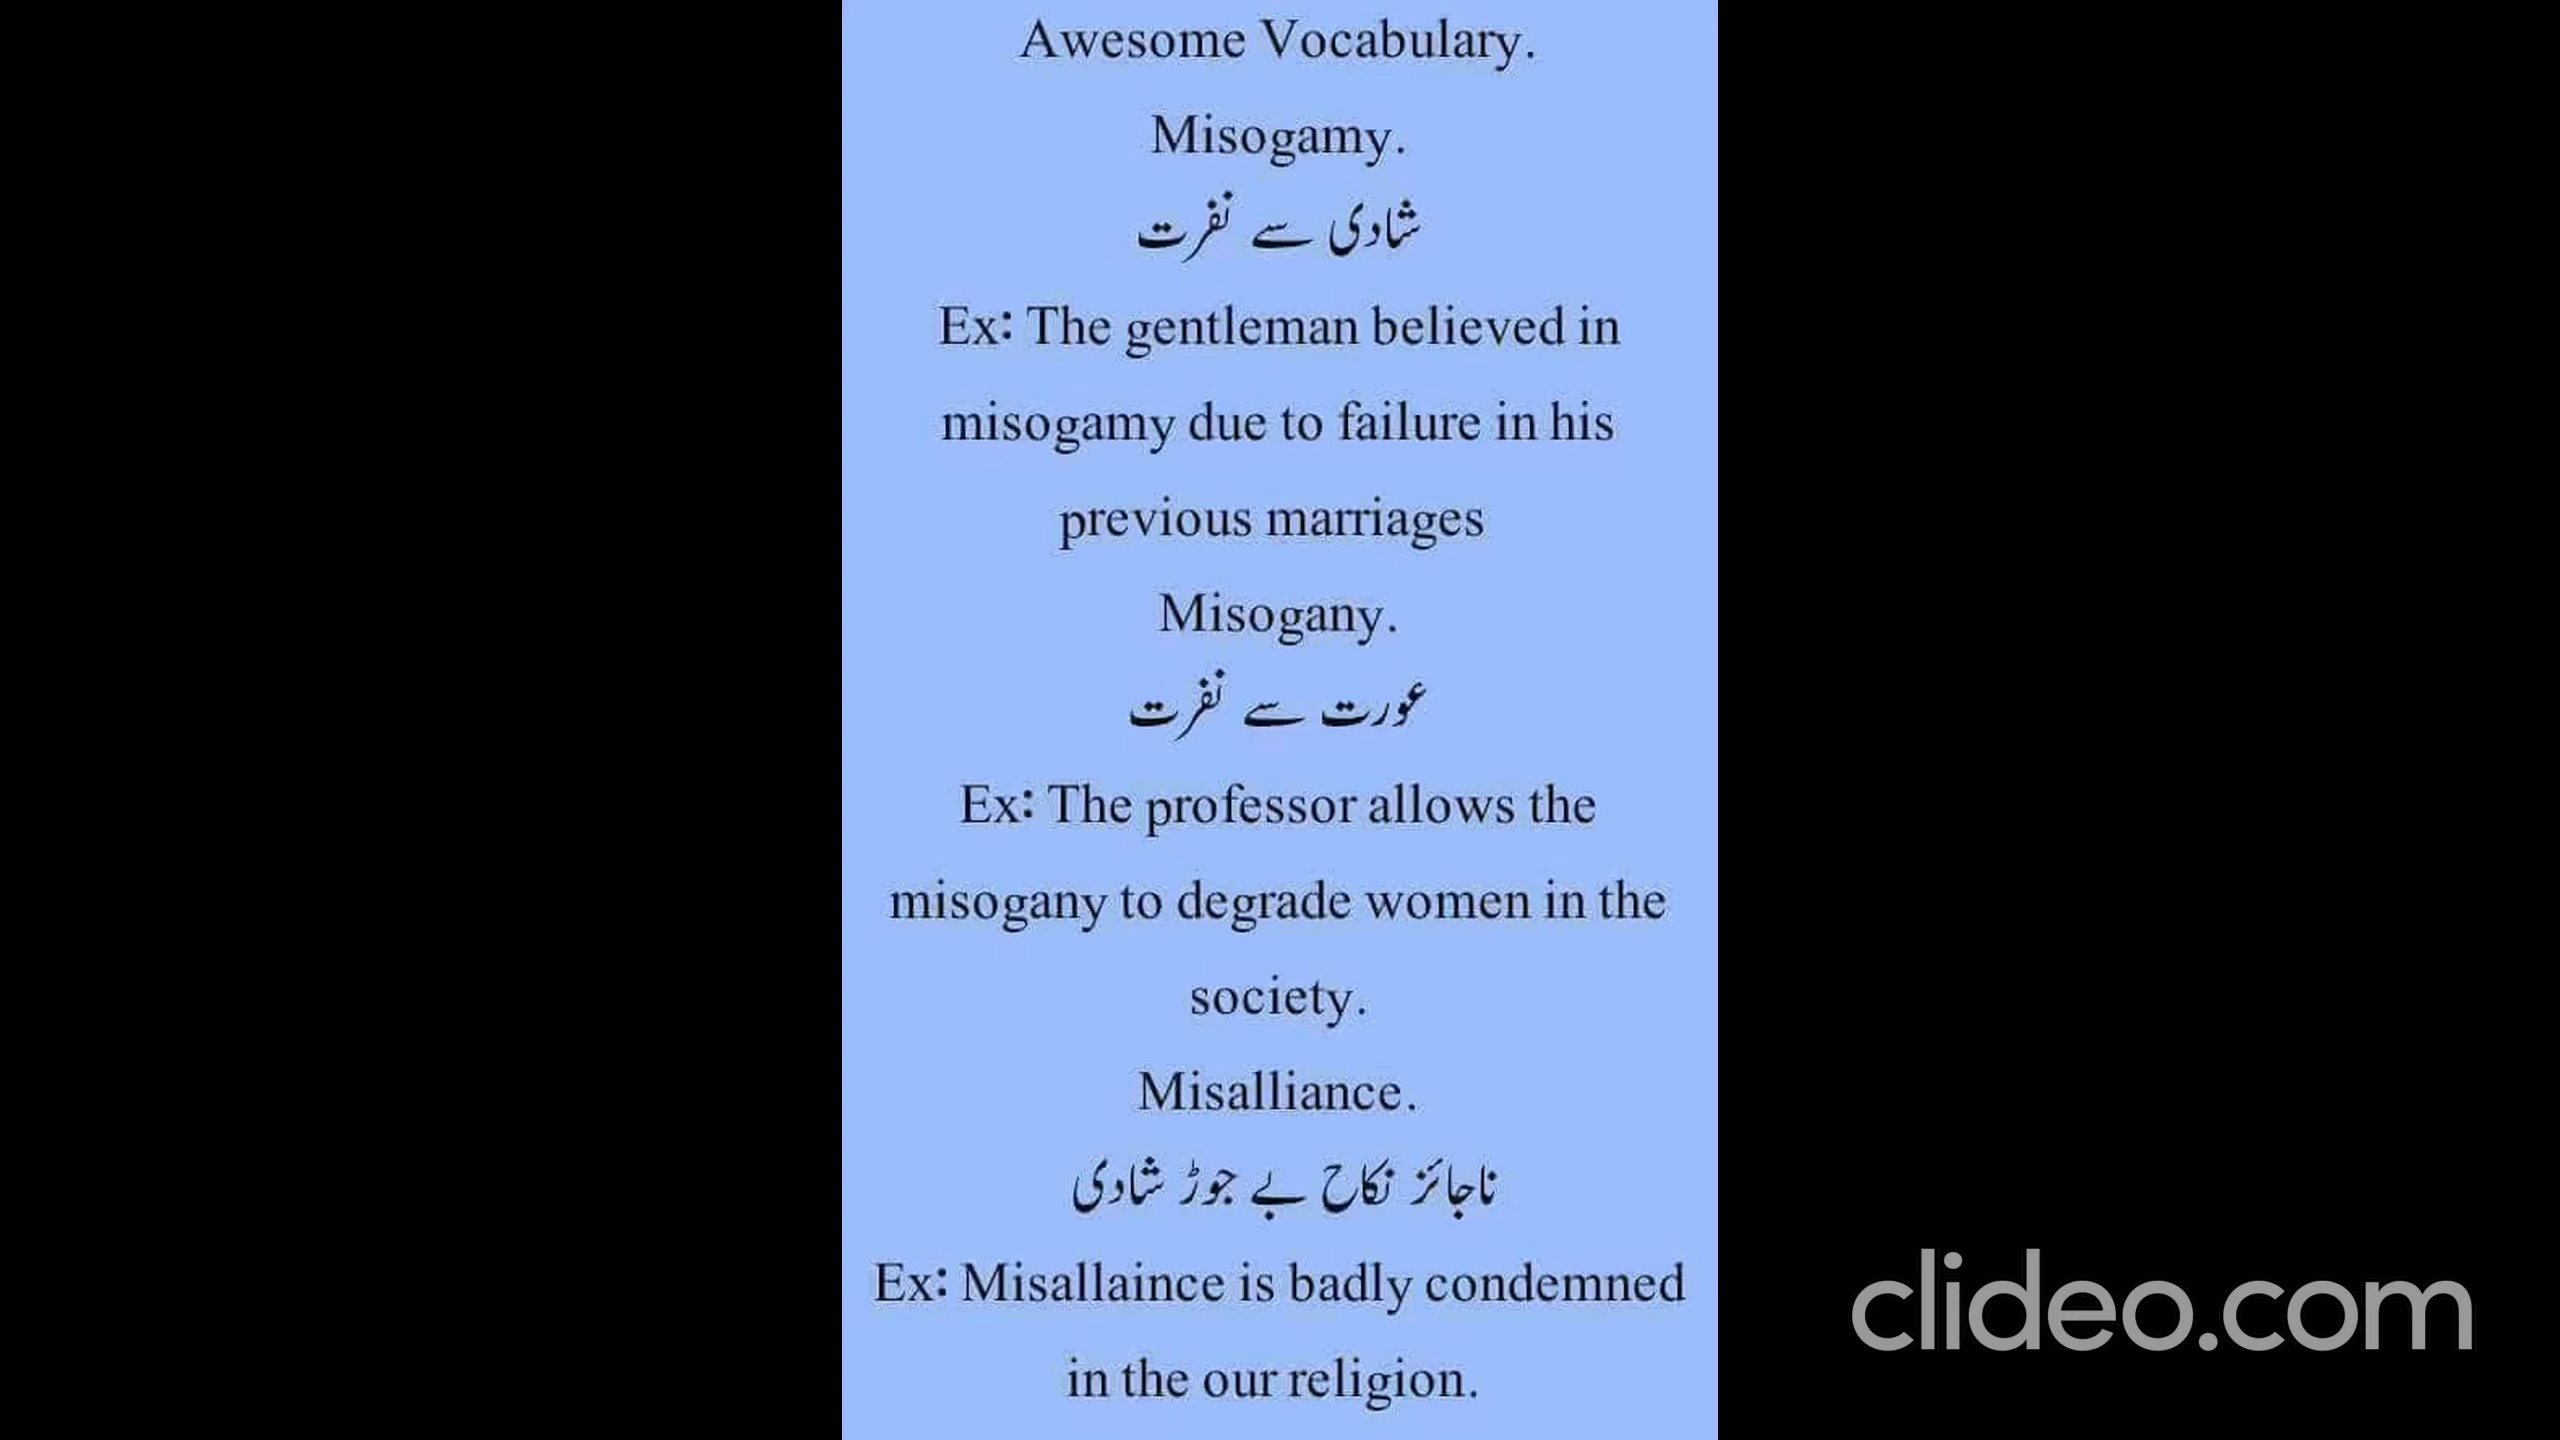 Awesome Vocabulary.
Misogamy.
شادی سے نفرت
Ex: The gentleman believed in
misogamy due to failure in his
previous marriages
Misogany.
عورت سے نفرت
Ex: The professor allows the
misogany to degrade women in the
society.
Misalliance.
ناجائز نکاح بے جوڑ شادی
Ex: Misallaince is badly condemned
in the our religion.
clideo.com